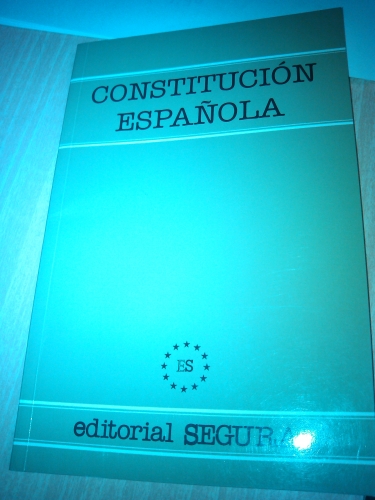 CONSTITUCIÓN
ESPAÑOLA
ES
editorial SEGURA